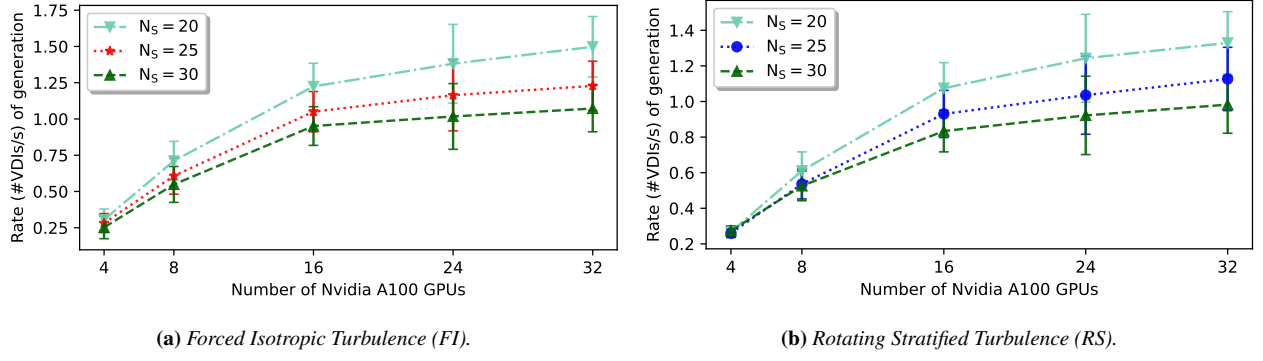 1.75
1.50
1.25
1.00
0.75
0.50
0.25
Rate (#VDIs/s) of generation
N_S = 20
N_S = 25
N_S = 30
4 8 16 24 32
Number of Nvidia A100 GPUs
(a) Forced Isotropic Turbulence (FI).
1.4
1.2
1.0
0.8
0.6
0.4
0.2
Rate (#VDIs/s) of generation
N_S = 20
N_S = 25
N_S = 30
4 8 16 24 32
Number of Nvidia A100 GPUs
(b) Rotating Stratified Turbulence (RS).